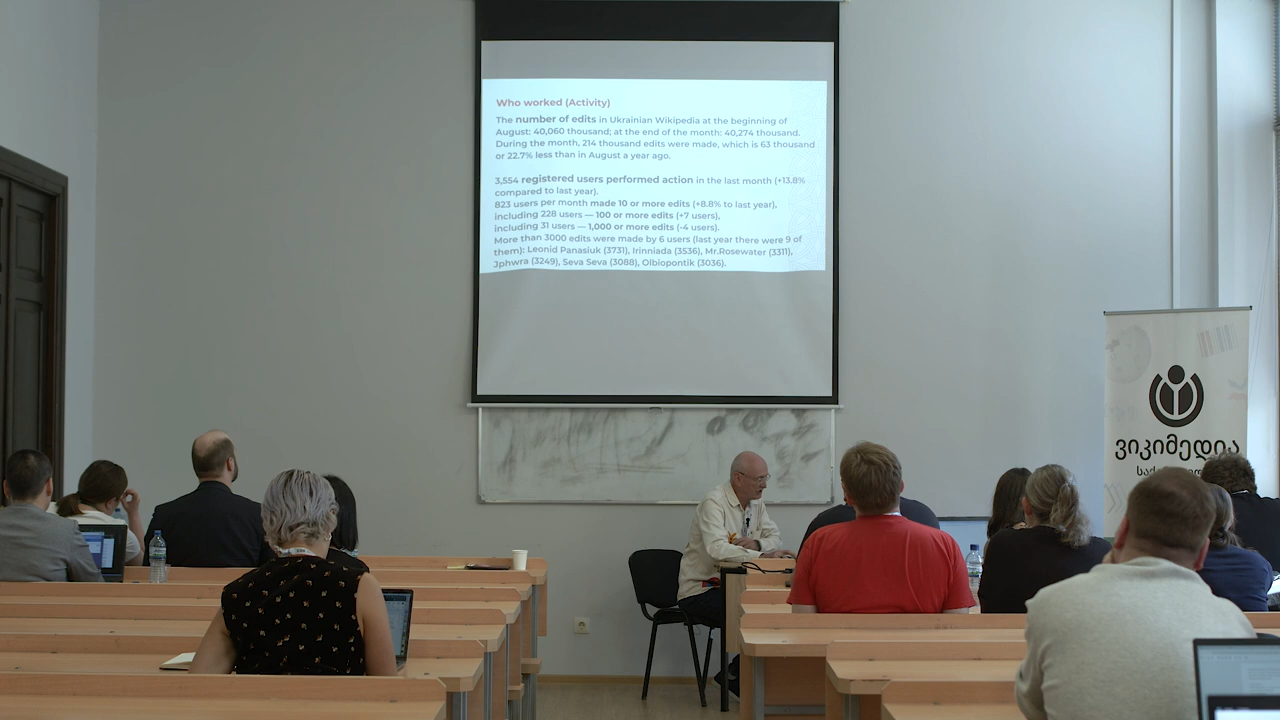 Who worked (Activity)
The number of edits in Ukrainian Wikipedia at the beginning of
August: 40,060 thousand; at the end of the month: 40,274 thousand.
During the month, 214 thousand edits were made, which is 63 thousand
or 22.7% less than in August a year ago.
3,554 registered users performed action in the last month (+13.8%
compared to last year).
823 users per month made 10 or more edits (+8.8% to last year),
including 228 users — 100 or more edits (+7 users),
including 31 users — 1,000 or more edits (-4 users).
More than 3000 edits were made by 6 users (last year there were 9 of
them): Leonid Panasiuk (3731), Irinniada (3536), Mr.Rosewater (3311),
Jphwra (3249), Seva Seva (3088), Olbiopontik (3036).
ვიკიმედია